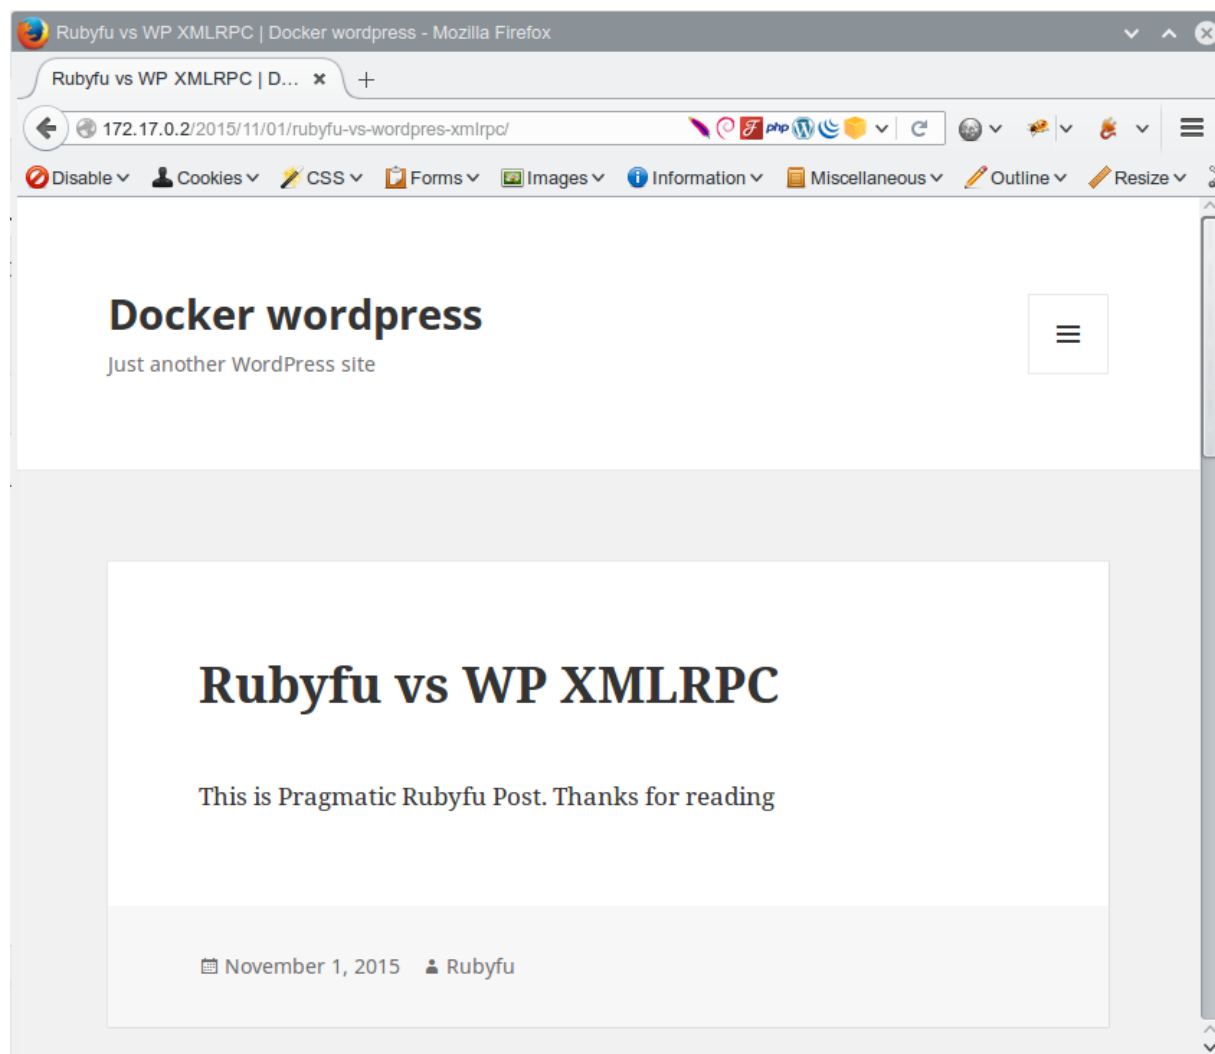 Rubyfu vs WP XMLRPC | Docker wordpress - Mozilla Firefox
Rubyfu vs WP XMLRPC | D...
172.17.0.2/2015/11/01/rubyfu-vs-wordpres-xmlrpc/
php
Disable Cookies CSS Forms Images Information Miscellaneous Outline Resize
Docker wordpress
Just another WordPress site
Rubyfu vs WP XMLRPC
This is Pragmatic Rubyfu Post. Thanks for reading
November 1, 2015 Rubyfu